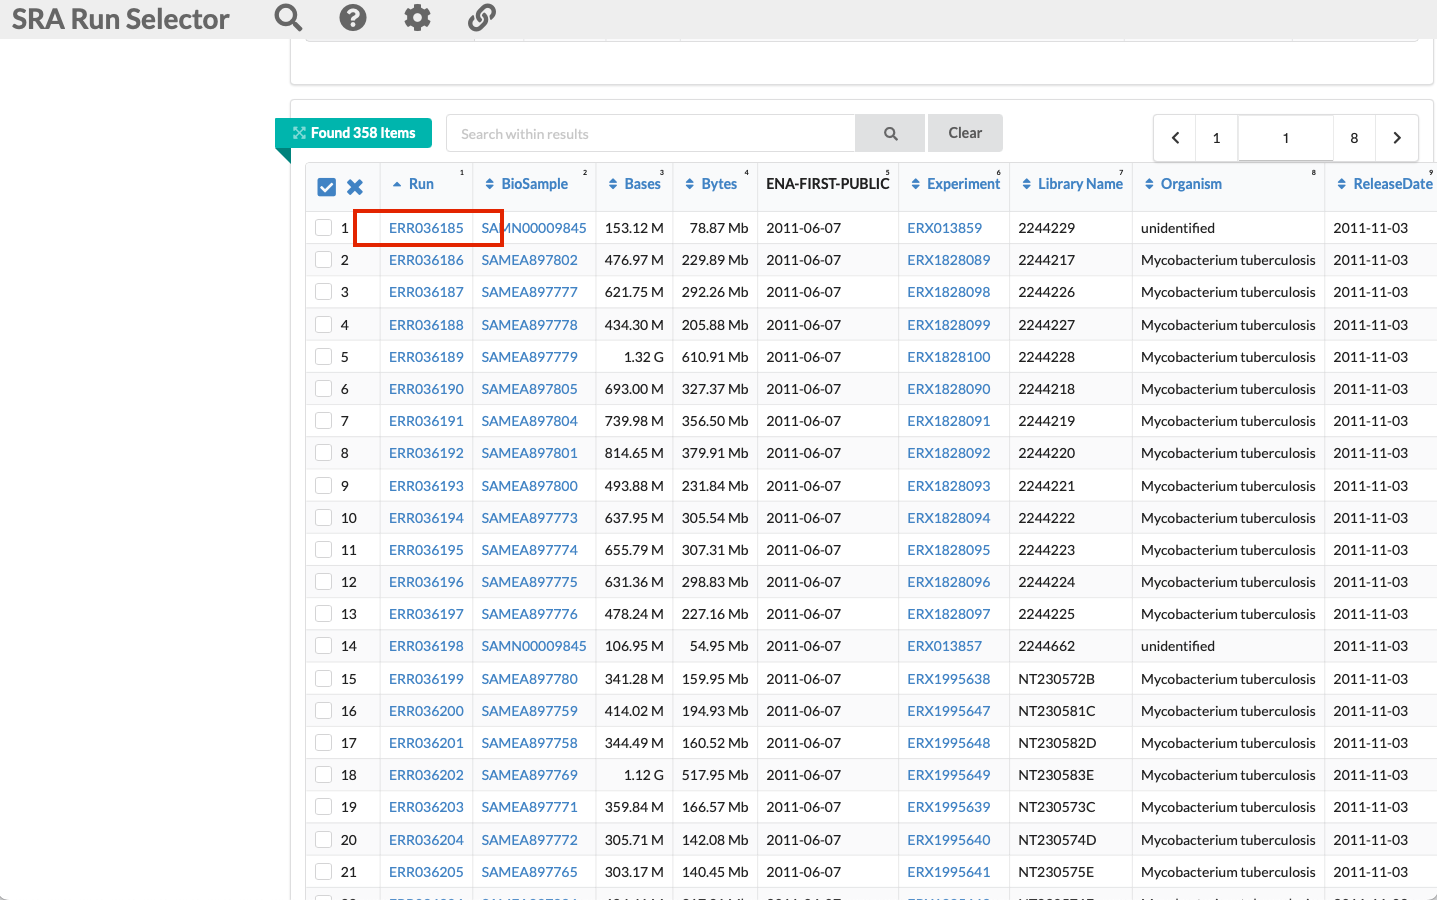 SRA Run Selector
Found 358 Items Search within results Clear 1 1 8
Run 1 BioSample 2 Bases 3 Bytes 4 ENA-FIRST-PUBLIC 5 Experiment 6 Library Name 7 Organism 8 ReleaseDate 9
1 ERR036185 SAMN00009845 153.12 M 78.87 Mb 2011-06-07 ERX013859 2244229 unidentified 2011-11-03
2 ERR036186 SAMEA897802 476.97 M 229.89 Mb 2011-06-07 ERX1828089 2244217 Mycobacterium tuberculosis 2011-11-03
3 ERR036187 SAMEA897777 621.75 M 292.26 Mb 2011-06-07 ERX1828098 2244226 Mycobacterium tuberculosis 2011-11-03
4 ERR036188 SAMEA897778 434.30 M 205.88 Mb 2011-06-07 ERX1828099 2244227 Mycobacterium tuberculosis 2011-11-03
5 ERR036189 SAMEA897779 1.32 G 610.91 Mb 2011-06-07 ERX1828100 2244228 Mycobacterium tuberculosis 2011-11-03
6 ERR036190 SAMEA897805 693.00 M 327.37 Mb 2011-06-07 ERX1828090 2244218 Mycobacterium tuberculosis 2011-11-03
7 ERR036191 SAMEA897804 739.98 M 356.50 Mb 2011-06-07 ERX1828091 2244219 Mycobacterium tuberculosis 2011-11-03
8 ERR036192 SAMEA897801 814.65 M 379.91 Mb 2011-06-07 ERX1828092 2244220 Mycobacterium tuberculosis 2011-11-03
9 ERR036193 SAMEA897800 493.88 M 231.84 Mb 2011-06-07 ERX1828093 2244221 Mycobacterium tuberculosis 2011-11-03
10 ERR036194 SAMEA897773 637.95 M 305.54 Mb 2011-06-07 ERX1828094 2244222 Mycobacterium tuberculosis 2011-11-03
11 ERR036195 SAMEA897774 655.79 M 307.31 Mb 2011-06-07 ERX1828095 2244223 Mycobacterium tuberculosis 2011-11-03
12 ERR036196 SAMEA897775 631.36 M 298.83 Mb 2011-06-07 ERX1828096 2244224 Mycobacterium tuberculosis 2011-11-03
13 ERR036197 SAMEA897776 478.24 M 227.16 Mb 2011-06-07 ERX1828097 2244225 Mycobacterium tuberculosis 2011-11-03
14 ERR036198 SAMN00009845 106.95 M 54.95 Mb 2011-06-07 ERX013857 2244662 unidentified 2011-11-03
15 ERR036199 SAMEA897780 341.28 M 159.95 Mb 2011-06-07 ERX1995638 NT230572B Mycobacterium tuberculosis 2011-11-03
16 ERR036200 SAMEA897759 414.02 M 194.93 Mb 2011-06-07 ERX1995647 NT230581C Mycobacterium tuberculosis 2011-11-03
17 ERR036201 SAMEA897758 344.49 M 160.52 Mb 2011-06-07 ERX1995648 NT230582D Mycobacterium tuberculosis 2011-11-03
18 ERR036202 SAMEA897769 1.12 G 517.95 Mb 2011-06-07 ERX1995649 NT230583E Mycobacterium tuberculosis 2011-11-03
19 ERR036203 SAMEA897771 359.84 M 166.57 Mb 2011-06-07 ERX1995639 NT230573C Mycobacterium tuberculosis 2011-11-03
20 ERR036204 SAMEA897772 305.71 M 142.08 Mb 2011-06-07 ERX1995640 NT230574D Mycobacterium tuberculosis 2011-11-03
21 ERR036205 SAMEA897765 303.17 M 140.45 Mb 2011-06-07 ERX1995641 NT230575E Mycobacterium tuberculosis 2011-11-03